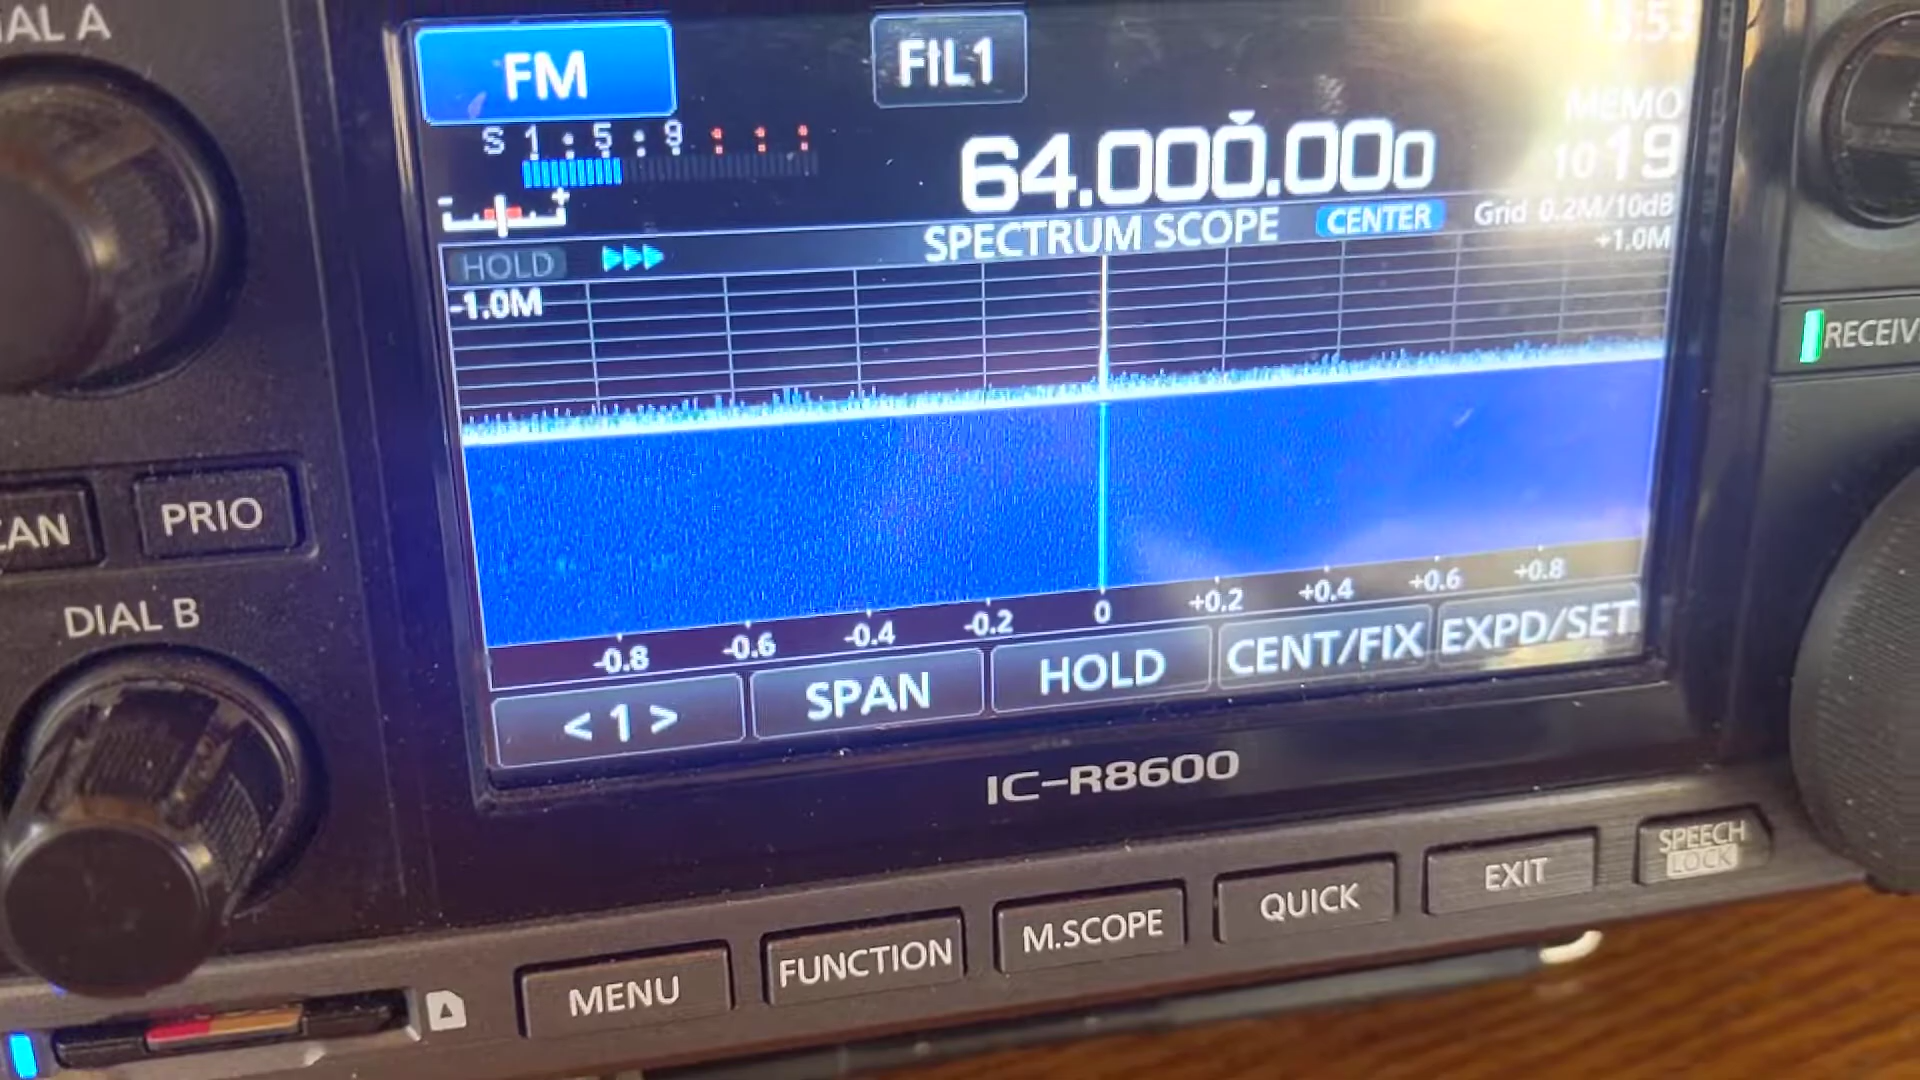 AL A
FM
FIL1
13:53
S 1 : 5 : 9
64.000.000
MEMO
10 19
- +
SPECTRUM SCOPE
CENTER
Grid 0.2M/10dB
HOLD
-1.0M
+1.0M
RECEIV
CAN
PRIO
DIAL B
-0.8 -0.6 -0.4 -0.2 0 +0.2 +0.4 +0.6 +0.8
< 1 >
SPAN
HOLD
CENT/FIX
EXPD/SET
IC-R8600
MENU
FUNCTION
M.SCOPE
QUICK
EXIT
SPEECH
LOCK